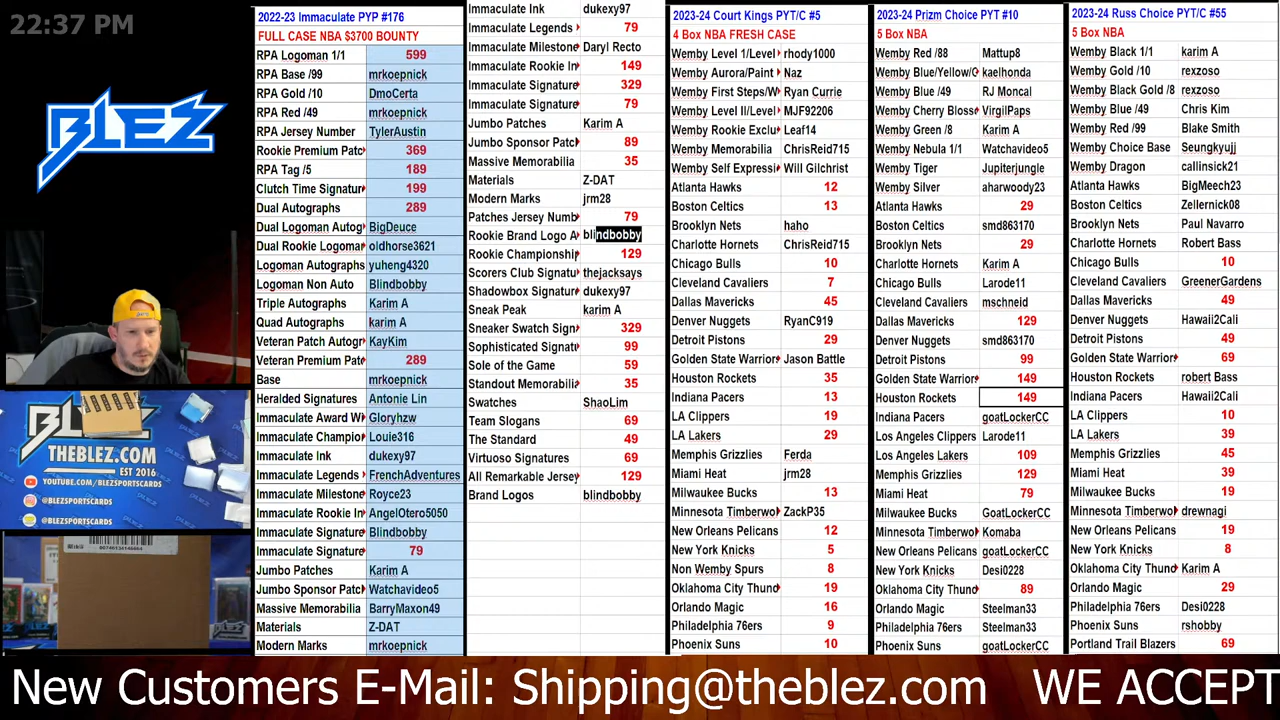 22:37 PM
BLEZ
BLEZ
THEBLEZ.COM
EST 2016
YOUTUBE.COM/BLEZSPORTSCARDS
@BLEZSPORTSCARDS
@BLEZSPORTSCARDS
2022-23 Immaculate PYP #176
FULL CASE NBA $3700 BOUNTY
RPA Logoman 1/1 599
RPA Base /99 mrkoepnick
RPA Gold /10 DmoCerta
RPA Red /49 mrkoepnick
RPA Jersey Number TylerAustin
Rookie Premium Patc 369
RPA Tag /5 189
Clutch Time Signatur 199
Dual Autographs 289
Dual Logoman Autog BigDeuce
Dual Rookie Logoma oldhorse3621
Logoman Autographs yuheng4320
Logoman Non Auto Blindbobby
Triple Autographs Karim A
Quad Autographs karim A
Veteran Patch Autogr KayKim
Veteran Premium Pat 289
Base mrkoepnick
Heralded Signatures Antonie Lin
Immaculate Award W Gloryhzw
Immaculate Champio Louie316
Immaculate Ink dukexy97
Immaculate Legends FrenchAdventures
Immaculate Milestone Royce23
Immaculate Rookie In AngelOtero5050
Immaculate Signature Blindbobby
Immaculate Signature 79
Jumbo Patches Karim A
Jumbo Sponsor Patc Watchavideo5
Massive Memorabilia BarryMaxon49
Materials Z-DAT
Modern Marks mrkoepnick
Immaculate Ink dukexy97
Immaculate Legends 79
Immaculate Milestone Daryl Recto
Immaculate Rookie In 149
Immaculate Signature 329
Immaculate Signature 79
Jumbo Patches Karim A
Jumbo Sponsor Patc 89
Massive Memorabilia 35
Materials Z-DAT
Modern Marks jrm28
Patches Jersey Numb 79
Rookie Brand Logo A blindbobby
Rookie Championship 129
Scorers Club Signatu thejacksays
Shadowbox Signatur dukexy97
Sneak Peak karim A
Sneaker Swatch Sign 329
Sophisticated Signat 99
Sole of the Game 59
Standout Memorabilia 35
Swatches ShaoLim
Team Slogans 69
The Standard 49
Virtuoso Signatures 69
All Remarkable Jersey 129
Brand Logos blindbobby
2023-24 Court Kings PYT/C #5
4 Box NBA FRESH CASE
Wemby Level 1/Level rhody1000
Wemby Aurora/Paint Naz
Wemby First Steps/W Ryan Currie
Wemby Level II/Level MJF92206
Wemby Rookie Exclu Leaf14
Wemby Memorabilia ChrisReid715
Wemby Self Expressi Will Gilchrist
Atlanta Hawks 12
Boston Celtics 13
Brooklyn Nets haho
Charlotte Hornets ChrisReid715
Chicago Bulls 10
Cleveland Cavaliers 7
Dallas Mavericks 45
Denver Nuggets RyanC919
Detroit Pistons 29
Golden State Warrior Jason Battle
Houston Rockets 35
Indiana Pacers 13
LA Clippers 19
LA Lakers 29
Memphis Grizzlies Ferda
Miami Heat jrm28
Milwaukee Bucks 13
Minnesota Timberwo ZackP35
New Orleans Pelicans 12
New York Knicks 5
Non Wemby Spurs 8
Oklahoma City Thund 19
Orlando Magic 16
Philadelphia 76ers 9
Phoenix Suns 10
2023-24 Prizm Choice PYT #10
5 Box NBA
Wemby Red /88 Mattup8
Wemby Blue/Yellow/G kaelhonda
Wemby Blue /49 RJ Moncal
Wemby Cherry Blosso VirgilPaps
Wemby Green /8 Karim A
Wemby Nebula 1/1 Watchavideo5
Wemby Tiger Jupiterjungle
Wemby Silver aharwoody23
Atlanta Hawks 29
Boston Celtics smd863170
Brooklyn Nets 29
Charlotte Hornets Karim A
Chicago Bulls Larode11
Cleveland Cavaliers mschneid
Dallas Mavericks 129
Denver Nuggets smd863170
Detroit Pistons 99
Golden State Warrior 149
Houston Rockets 149
Indiana Pacers goatLockerCC
Los Angeles Clippers Larode11
Los Angeles Lakers 109
Memphis Grizzlies 129
Miami Heat 79
Milwaukee Bucks GoatLockerCC
Minnesota Timberwo Komaba
New Orleans Pelicans goatLockerCC
New York Knicks Desi0228
Oklahoma City Thund 89
Orlando Magic Steelman33
Philadelphia 76ers Steelman33
Phoenix Suns goatLockerCC
2023-24 Russ Choice PYT/C #55
5 Box NBA
Wemby Black 1/1 karim A
Wemby Gold /10 rexzoso
Wemby Black Gold /8 rexzoso
Wemby Blue /49 Chris Kim
Wemby Red /99 Blake Smith
Wemby Choice Base Seungkyujj
Wemby Dragon callinsick21
Atlanta Hawks BigMeech23
Boston Celtics Zellernick08
Brooklyn Nets Paul Navarro
Charlotte Hornets Robert Bass
Chicago Bulls 10
Cleveland Cavaliers GreenerGardens
Dallas Mavericks 49
Denver Nuggets Hawaii2Cali
Detroit Pistons 49
Golden State Warrior 69
Houston Rockets robert Bass
Indiana Pacers Hawaii2Cali
LA Clippers 10
LA Lakers 39
Memphis Grizzlies 45
Miami Heat 39
Milwaukee Bucks 19
Minnesota Timberwo drewnagi
New Orleans Pelicans 19
New York Knicks 8
Oklahoma City Thund Karim A
Orlando Magic 29
Philadelphia 76ers Desi0228
Phoenix Suns rshobby
Portland Trail Blazers 69
New Customers E-Mail: Shipping@theblez.com WE ACCEPT